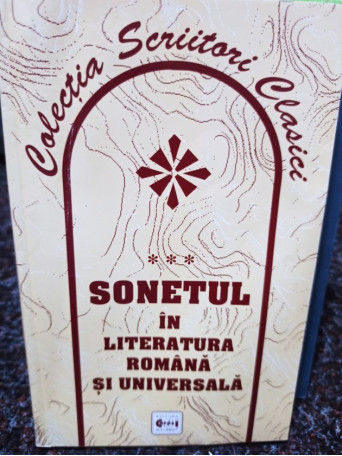 Colecția Scriitori Clasici
***
SONETUL
ÎN
LITERATURA
ROMÂNĂ
ȘI UNIVERSALĂ